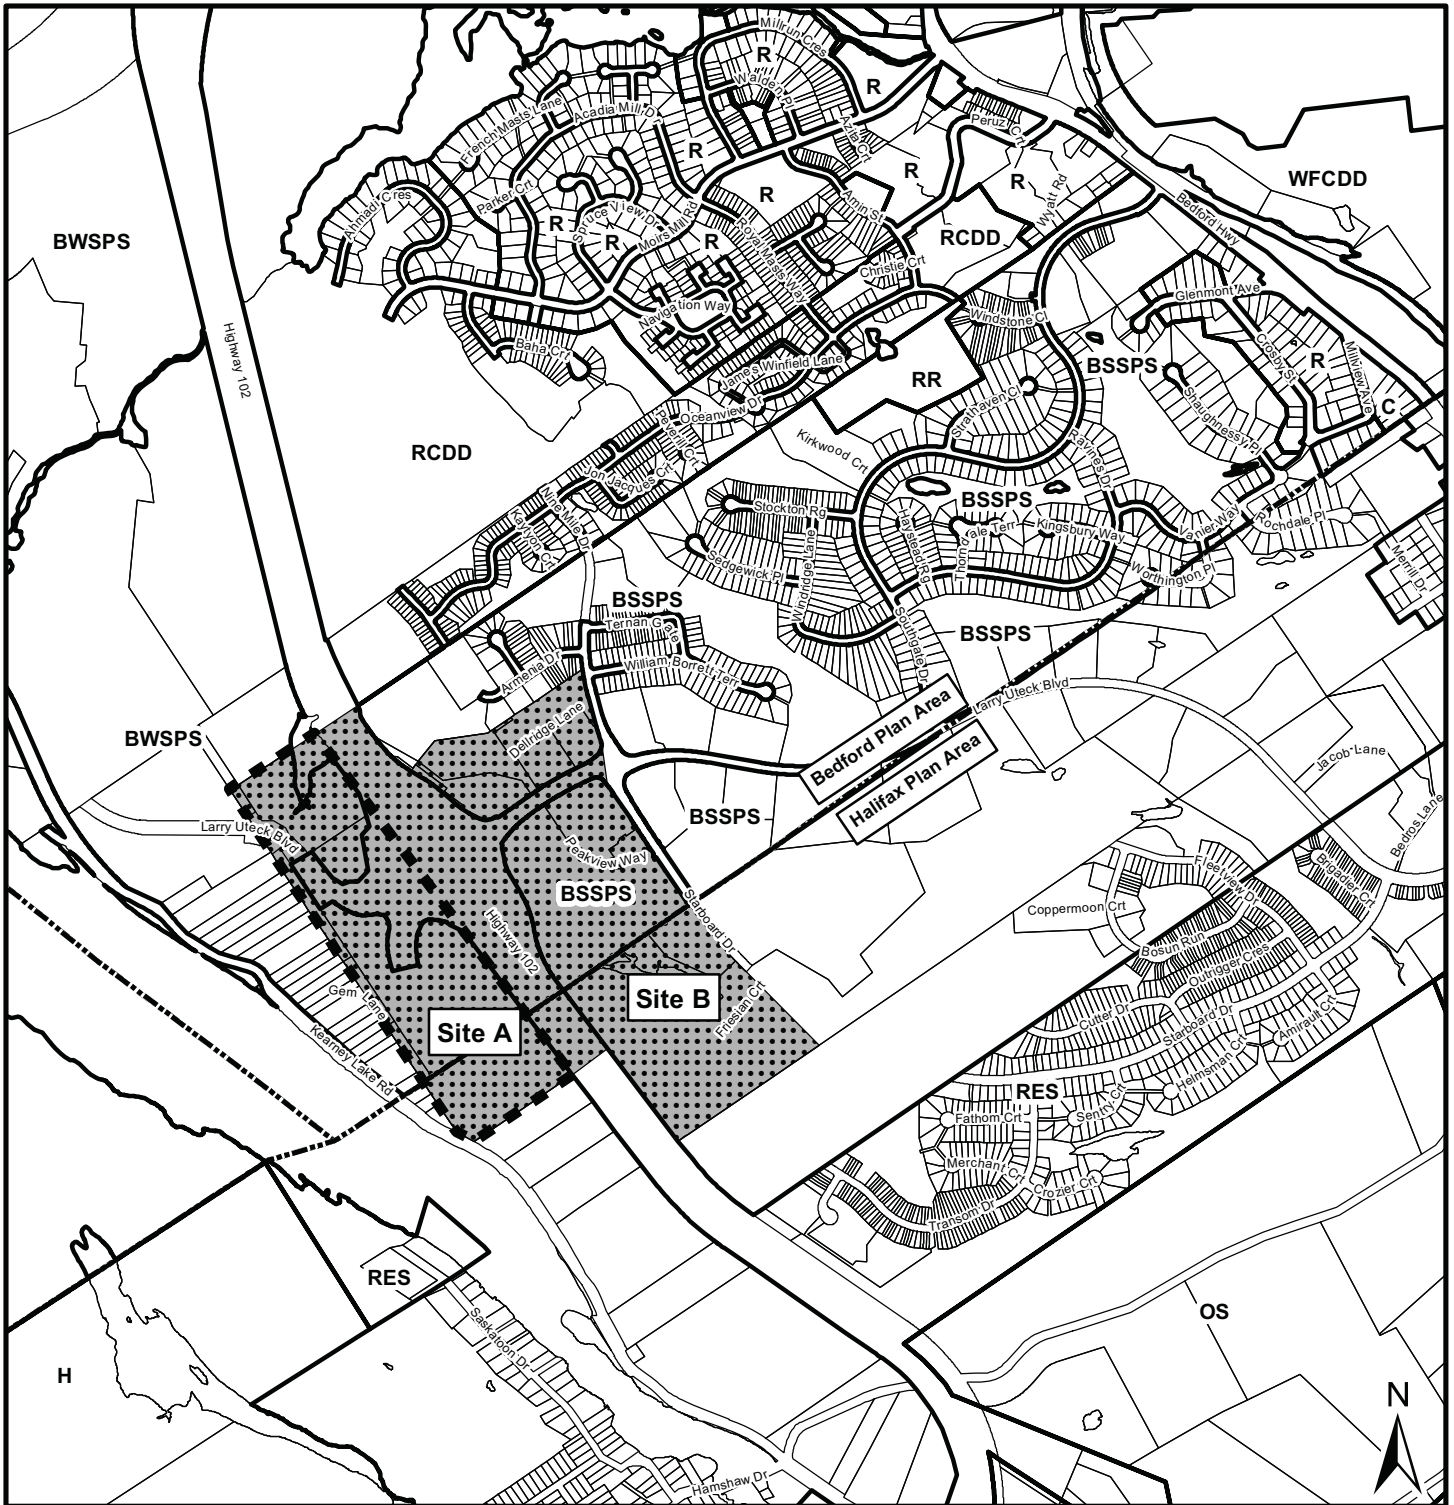 Millrun Cres
R
Walden Pl
R
French Masts Lane
Acadia Mill Dr
Azila Crt
Peruz Crt
R
R
R
WFCDD
Ahmadi Cres
Parker Crt
R
Amin St
Wyatt Rd
Bedford Hwy
BWSPS
R
Spruce View Dr
R
Moirs Mill Rd
R
Royal Masts Way
RCDD
Christie Crt
Glenmont Ave
Navigation Way
Windstone Cl
Highway 102
Baha Crt
James Winfield Lane
BSSPS
Crosby St
R
Millview Ave
RR
Shaughnessy Pl
C
Oceanview Dr
Peverill Crt
Strathaven Cl
RCDD
Kirkwood Crt
Ravines Dr
Jon Jacques Crt
Nine Mile Dr
BSSPS
Stockton Rg
Kayor Crt
Haystead Rg
Thorndale Terr
Kingsbury Way
Vanier Way
Rochdale Pl
Sedgewick Pl
Windridge Lane
Worthington Pl
Merrill Dr
BSSPS
Ternan Gate
Southgate Dr
BSSPS
Armenia Dr
William Borrett Terr
Larry Uteck Blvd
Bedford Plan Area
Dellridge Lane
BWSPS
Halifax Plan Area
Jacob Lane
BSSPS
Larry Uteck Blvd
Bedros Lane
Peakview Way
Fleetview Dr
Brigadier Crt
BSSPS
Starboard Dr
Coppermoon Crt
Highway 102
Bosun Run
Outrigger Cres
Gem Lane
Site B
Site A
Friesian Crt
Cutter Dr
Starboard Dr
Amirault Crt
Kearney Lake Rd
Helmsman Crt
RES
Fathom Crt
Sentry Crt
Merchant Crt
Crozier Crt
Transom Dr
RES
Saskatoon Dr
OS
H
N
Hamshaw Dr